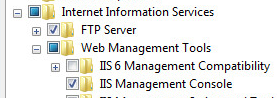 Internet Information Services
FTP Server
Web Management Tools
IIS 6 Management Compatibility
IIS Management Console